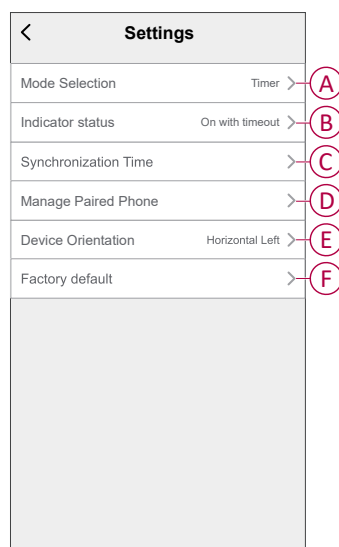 Settings
Mode Selection Timer A
Indicator status On with timeout B
Synchronization Time C
Manage Paired Phone D
Device Orientation Horizontal Left E
Factory default F